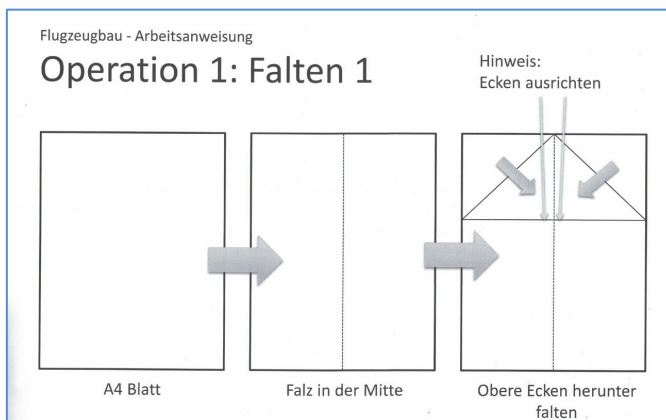 Flugzeugbau - Arbeitsanweisung
Operation 1: Falten 1
Hinweis:
Ecken ausrichten
A4 Blatt
Falz in der Mitte
Obere Ecken herunter
falten